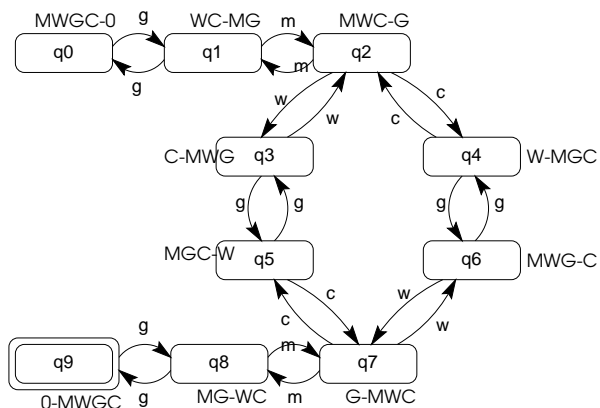 MWGC-0 g WC-MG m MWC-G
q0 q1 q2
g m
w c
w c
C-MWG q3 q4 W-MGC
g g g g
MGC-W q5 q6 MWG-C
c w
c w
q9 g q8 m q7
g m
0-MWGC MG-WC G-MWC